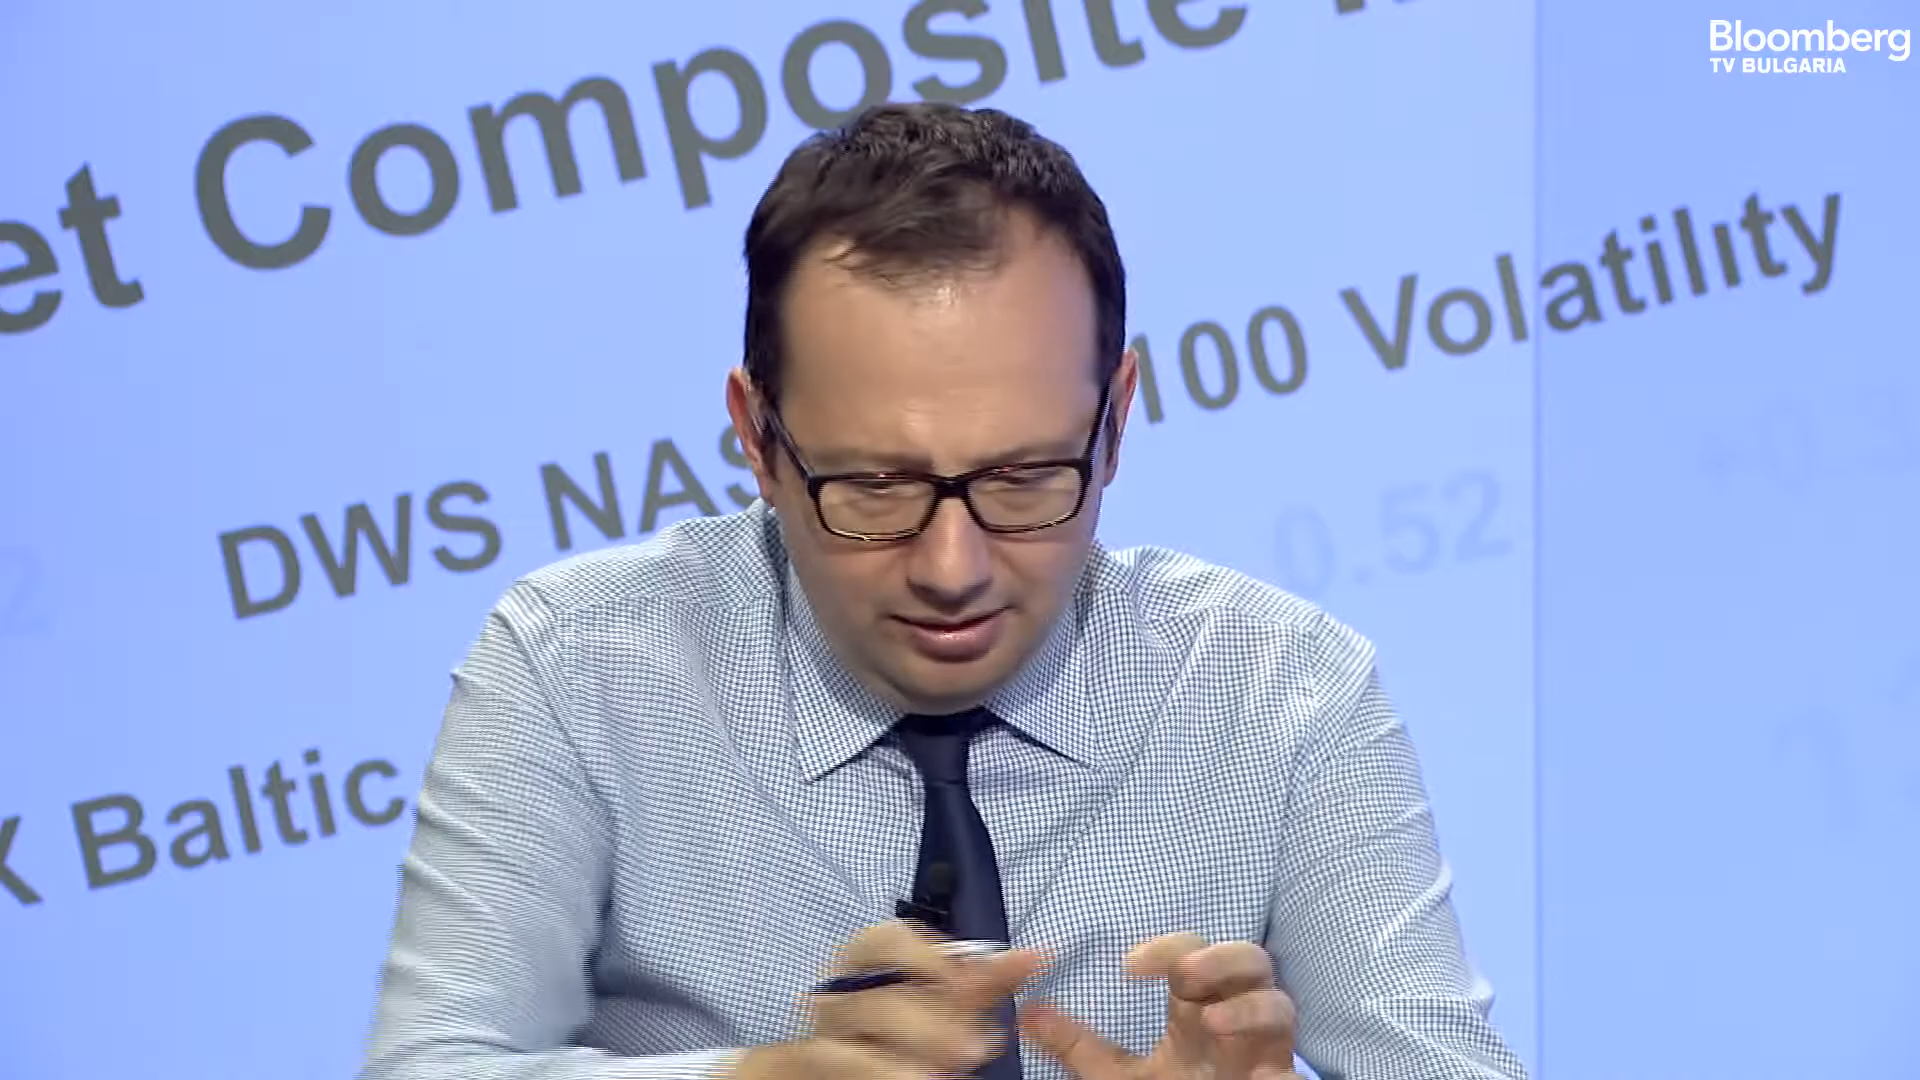 Bloomberg
TV BULGARIA
et Composite
DWS NAS 100 Volatility
0.52
X Baltic